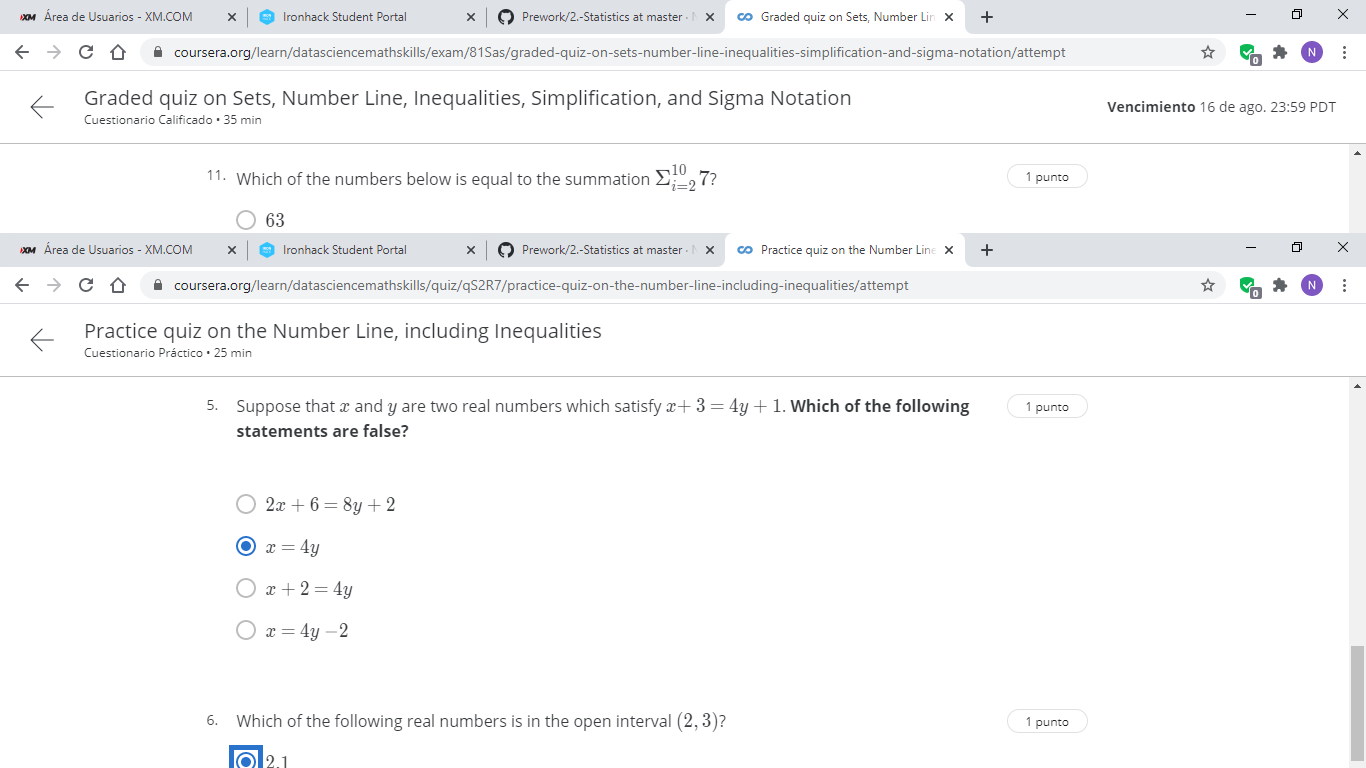 XM Área de Usuarios - XM.COM Ironhack Student Portal Prework/2.-Statistics at master · Graded quiz on Sets, Number Lin
coursera.org/learn/datasciencemathskills/exam/81Sas/graded-quiz-on-sets-number-line-inequalities-simplification-and-sigma-notation/attempt 0 N
Graded quiz on Sets, Number Line, Inequalities, Simplification, and Sigma Notation
Cuestionario Calificado • 35 min
Vencimiento 16 de ago. 23:59 PDT
11. Which of the numbers below is equal to the summation Σ_{i=2}^{10} 7? 1 punto
63
XM Área de Usuarios - XM.COM Ironhack Student Portal Prework/2.-Statistics at master · Practice quiz on the Number Line
coursera.org/learn/datasciencemathskills/quiz/qS2R7/practice-quiz-on-the-number-line-including-inequalities/attempt 0 N
Practice quiz on the Number Line, including Inequalities
Cuestionario Práctico • 25 min
5. Suppose that x and y are two real numbers which satisfy x + 3 = 4y + 1. Which of the following 1 punto
statements are false?
2x + 6 = 8y + 2
x = 4y
x + 2 = 4y
x = 4y − 2
6. Which of the following real numbers is in the open interval (2, 3)? 1 punto
2.1